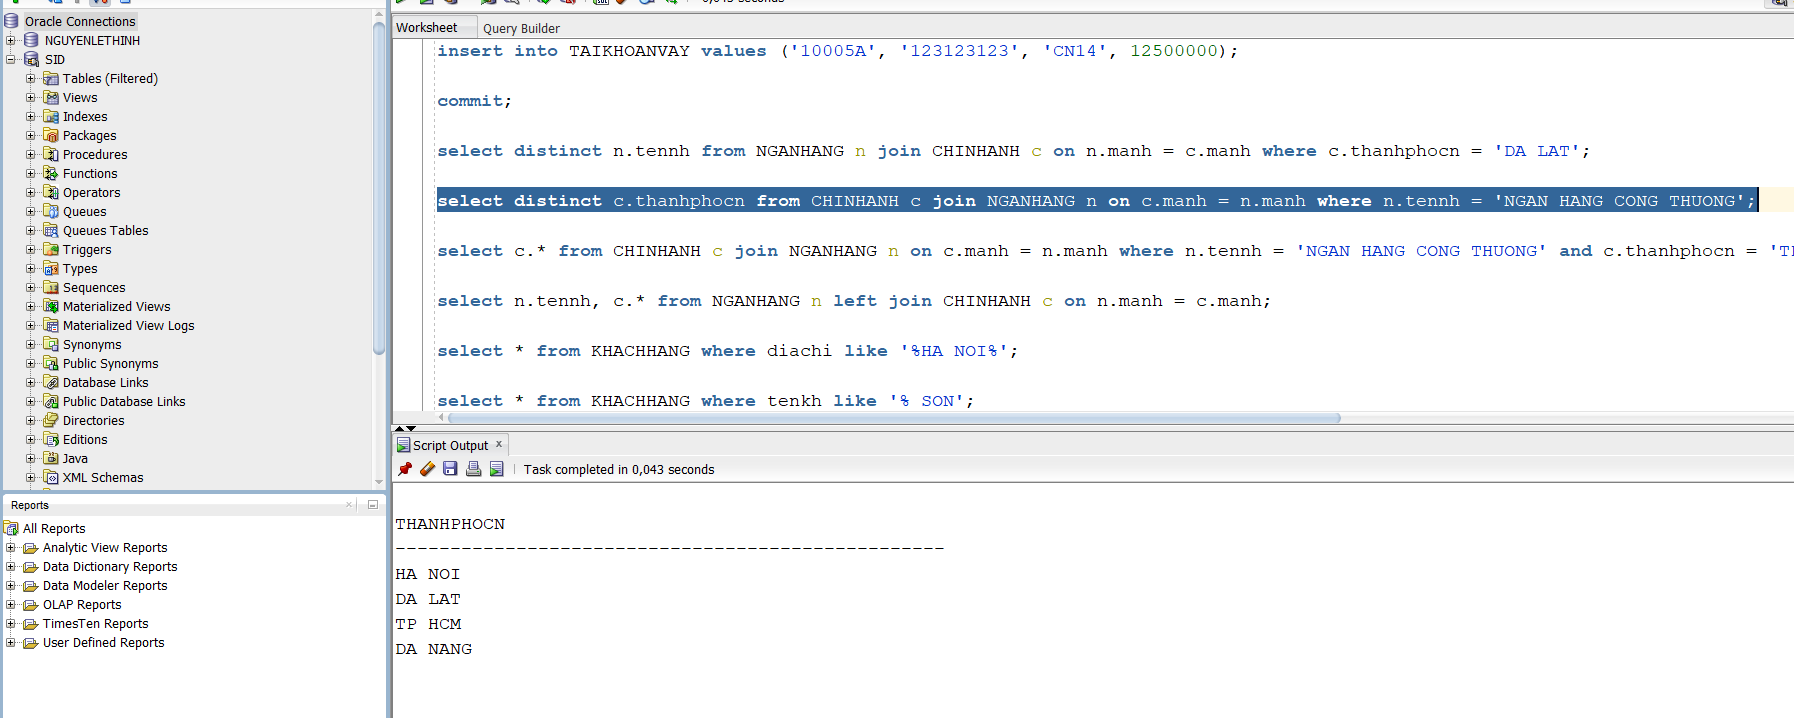 Oracle Connections
NGUYENLETHINH
SID
Tables (Filtered)
Views
Indexes
Packages
Procedures
Functions
Operators
Queues
Queues Tables
Triggers
Types
Sequences
Materialized Views
Materialized View Logs
Synonyms
Public Synonyms
Database Links
Public Database Links
Directories
Editions
Java
XML Schemas
Reports
All Reports
Analytic View Reports
Data Dictionary Reports
Data Modeler Reports
OLAP Reports
TimesTen Reports
User Defined Reports
Worksheet Query Builder
insert into TAIKHOANVAY values ('10005A', '123123123', 'CN14', 12500000);
commit;
select distinct n.tennh from NGANHANG n join CHINHANH c on n.manh = c.manh where c.thanhphocn = 'DA LAT';
select distinct c.thanhphocn from CHINHANH c join NGANHANG n on c.manh = n.manh where n.tennh = 'NGAN HANG CONG THUONG';
select c.* from CHINHANH c join NGANHANG n on c.manh = n.manh where n.tennh = 'NGAN HANG CONG THUONG' and c.thanhphocn =
select n.tennh, c.* from NGANHANG n left join CHINHANH c on n.manh = c.manh;
select * from KHACHHANG where diachi like '%HA NOI%';
select * from KHACHHANG where tenkh like '% SON';
Script Output
Task completed in 0,043 seconds
THANHPHOCN
--------------------------------------------------
HA NOI
DA LAT
TP HCM
DA NANG